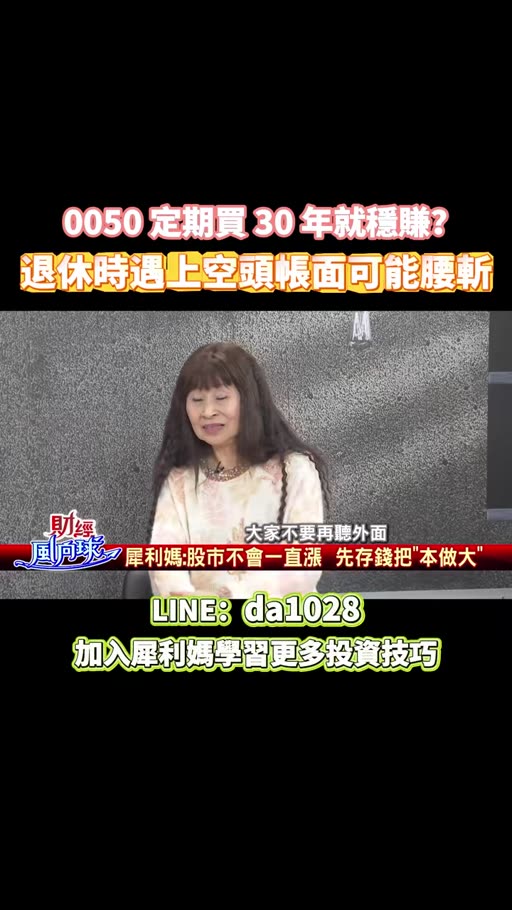 0050 定期買 30 年就穩賺?
退休時遇上空頭帳面可能腰斬
大家不要再聽外面
財經
風向球
犀利媽:股市不會一直漲 先存錢把"本做大"
LINE：da1028
加入犀利媽學習更多投資技巧